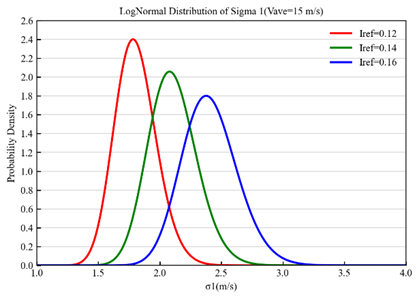 LogNormal Distribution of Sigma 1(Vave=15 m/s)
2.6
2.4
2.2
2.0
1.8
1.6
1.4
1.2
1.0
0.8
0.6
0.4
0.2
0.0
Probability Density
Iref=0.12
Iref=0.14
Iref=0.16
1.0 1.5 2.0 2.5 3.0 3.5 4.0
σ1(m/s)